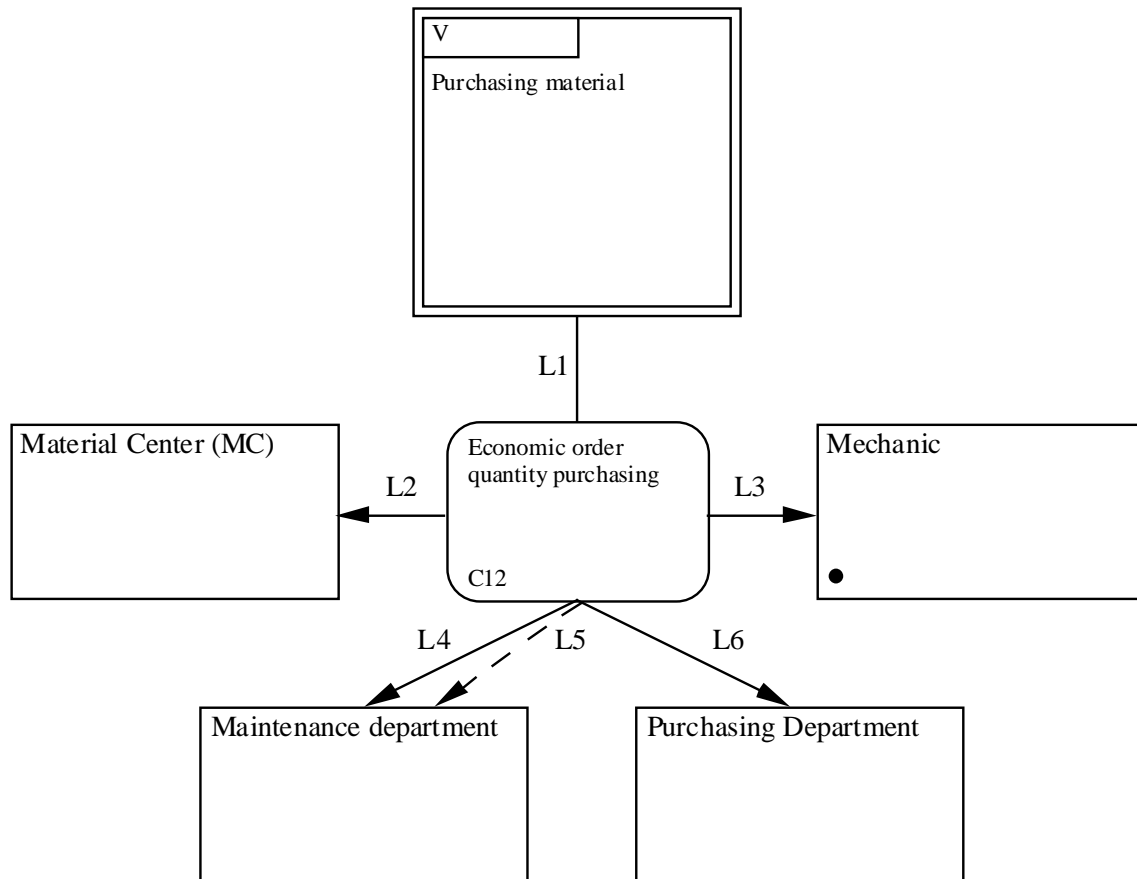 V
Purchasing material
L1
Material Center (MC)
L2
Economic order
quantity purchasing
C12
L3
Mechanic
L4
L5
L6
Maintenance department
Purchasing Department